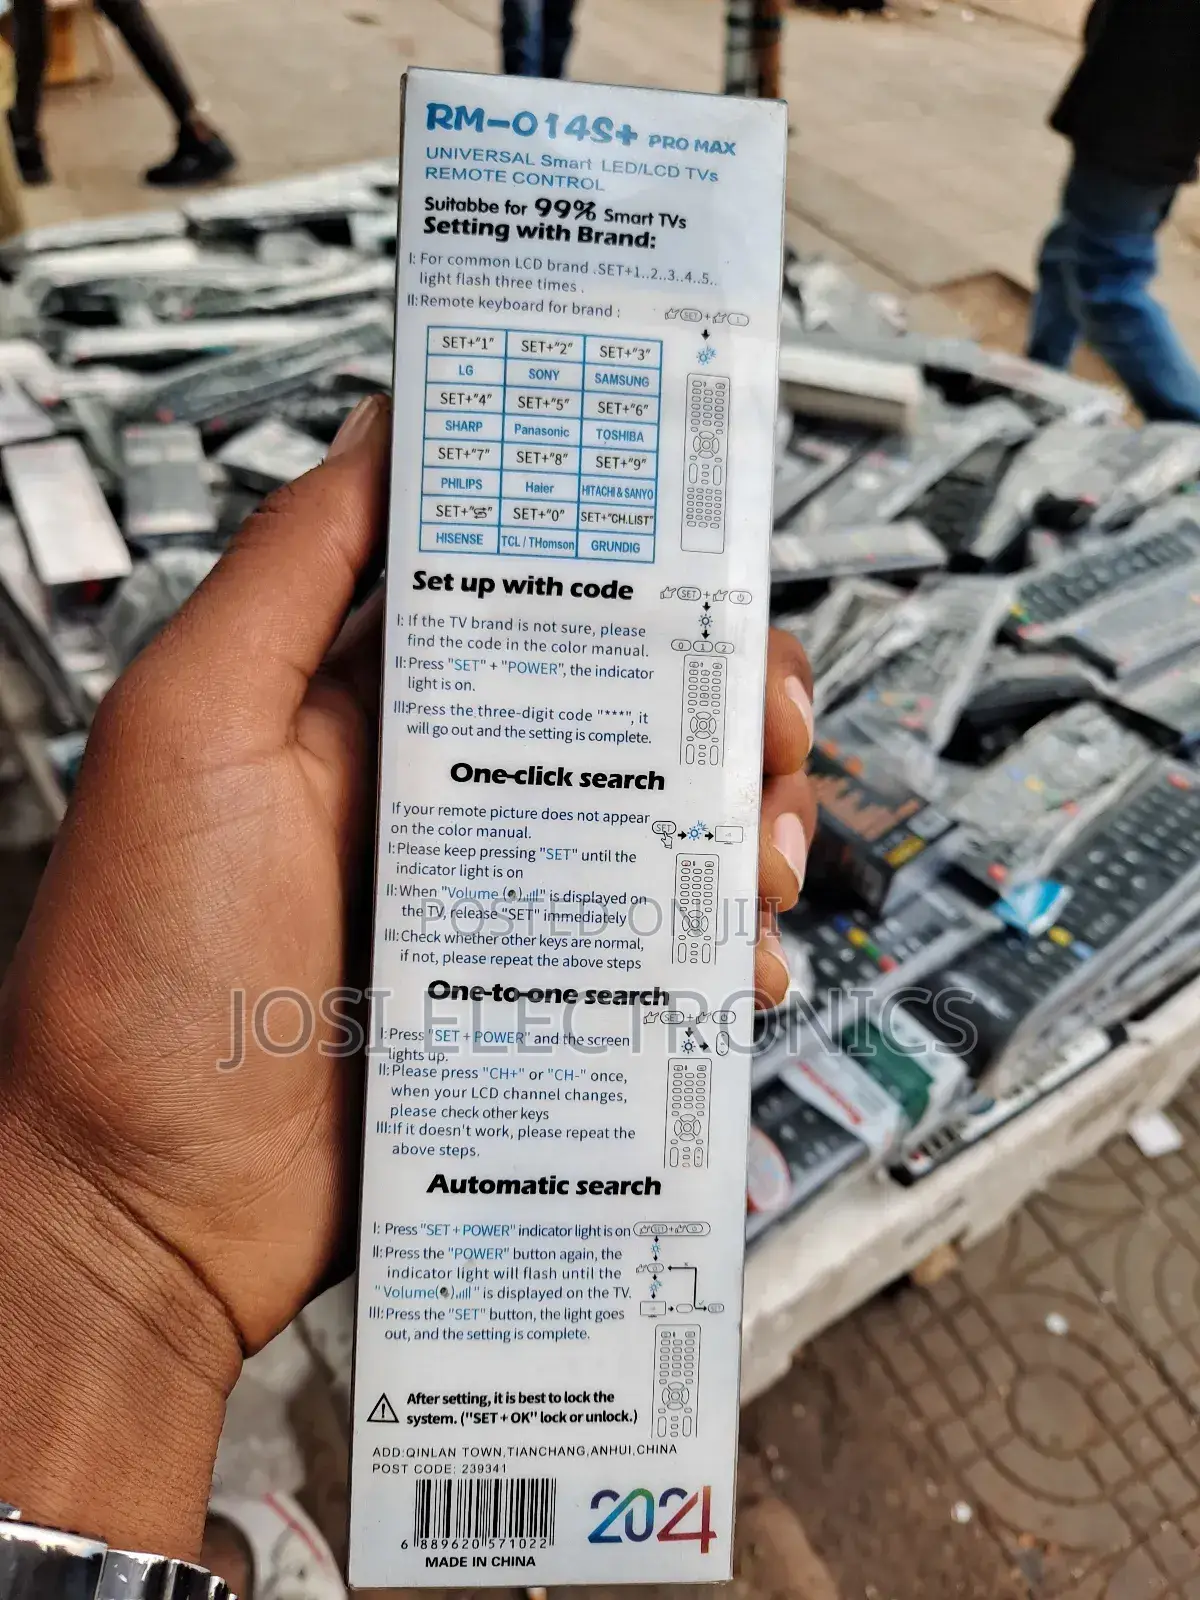 RM-014S+ PRO MAX
UNIVERSAL Smart LED/LCD TVs
REMOTE CONTROL
Suitabbe for 99% Smart TVs
Setting with Brand:
I: For common LCD brand .SET+1..2..3..4..5..
light flash three times .
II:Remote keyboard for brand :
SET+"1" SET+"2" SET+"3"
LG SONY SAMSUNG
SET+"4" SET+"5" SET+"6"
SHARP Panasonic TOSHIBA
SET+"7" SET+"8" SET+"9"
PHILIPS Haier HITACHI & SANYO
SET+" " SET+"0" SET+"CH.LIST"
HISENSE TCL / THomson GRUNDIG
SET + 1
Set up with code
SET +
0 1 2
I: If the TV brand is not sure, please
find the code in the color manual.
II:Press "SET" + "POWER", the indicator
light is on.
III:Press the three-digit code "***", it
will go out and the setting is complete.
One-click search
If your remote picture does not appear
on the color manual.
SET
I:Please keep pressing "SET" until the
indicator light is on
II:When "Volume ( )" is displayed on
the TV, release "SET" immediately
POSTED ON JIJI
III:Check whether other keys are normal,
if not, please repeat the above steps
One-to-one search
JOSI ELECTRONICS
SET +
I:Press "SET + POWER" and the screen
lights up.
II:Please press "CH+" or "CH-" once,
when your LCD channel changes,
please check other keys
III:If it doesn't work, please repeat the
above steps.
Automatic search
I: Press "SET + POWER" indicator light is on
II:Press the "POWER" button again, the
indicator light will flash until the
"Volume( )" is displayed on the TV.
III:Press the "SET" button, the light goes
out, and the setting is complete.
After setting, it is best to lock the
system. ("SET + OK" lock or unlock.)
ADD:QINLAN TOWN,TIANCHANG,ANHUI,CHINA
POST CODE: 239341
6 889620 571022
MADE IN CHINA
2024